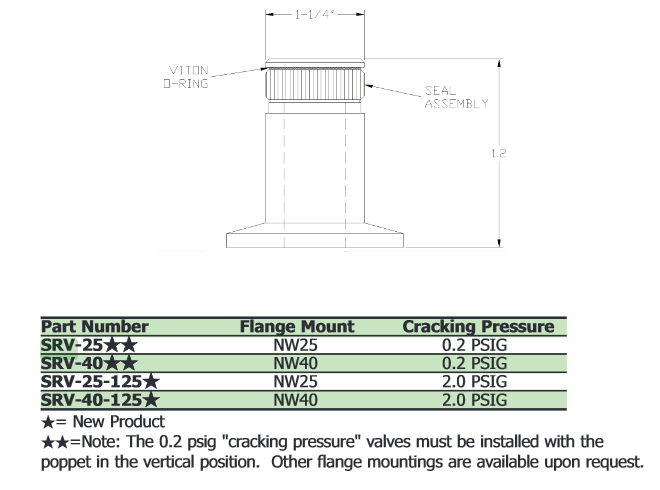 1-1/4"
VITON
O-RING
SEAL
ASSEMBLY
1.2
Part Number Flange Mount Cracking Pressure
SRV-25★★ NW25 0.2 PSIG
SRV-40★★ NW40 0.2 PSIG
SRV-25-125★ NW25 2.0 PSIG
SRV-40-125★ NW40 2.0 PSIG
★= New Product
★★=Note: The 0.2 psig "cracking pressure" valves must be installed with the
poppet in the vertical position. Other flange mountings are available upon request.